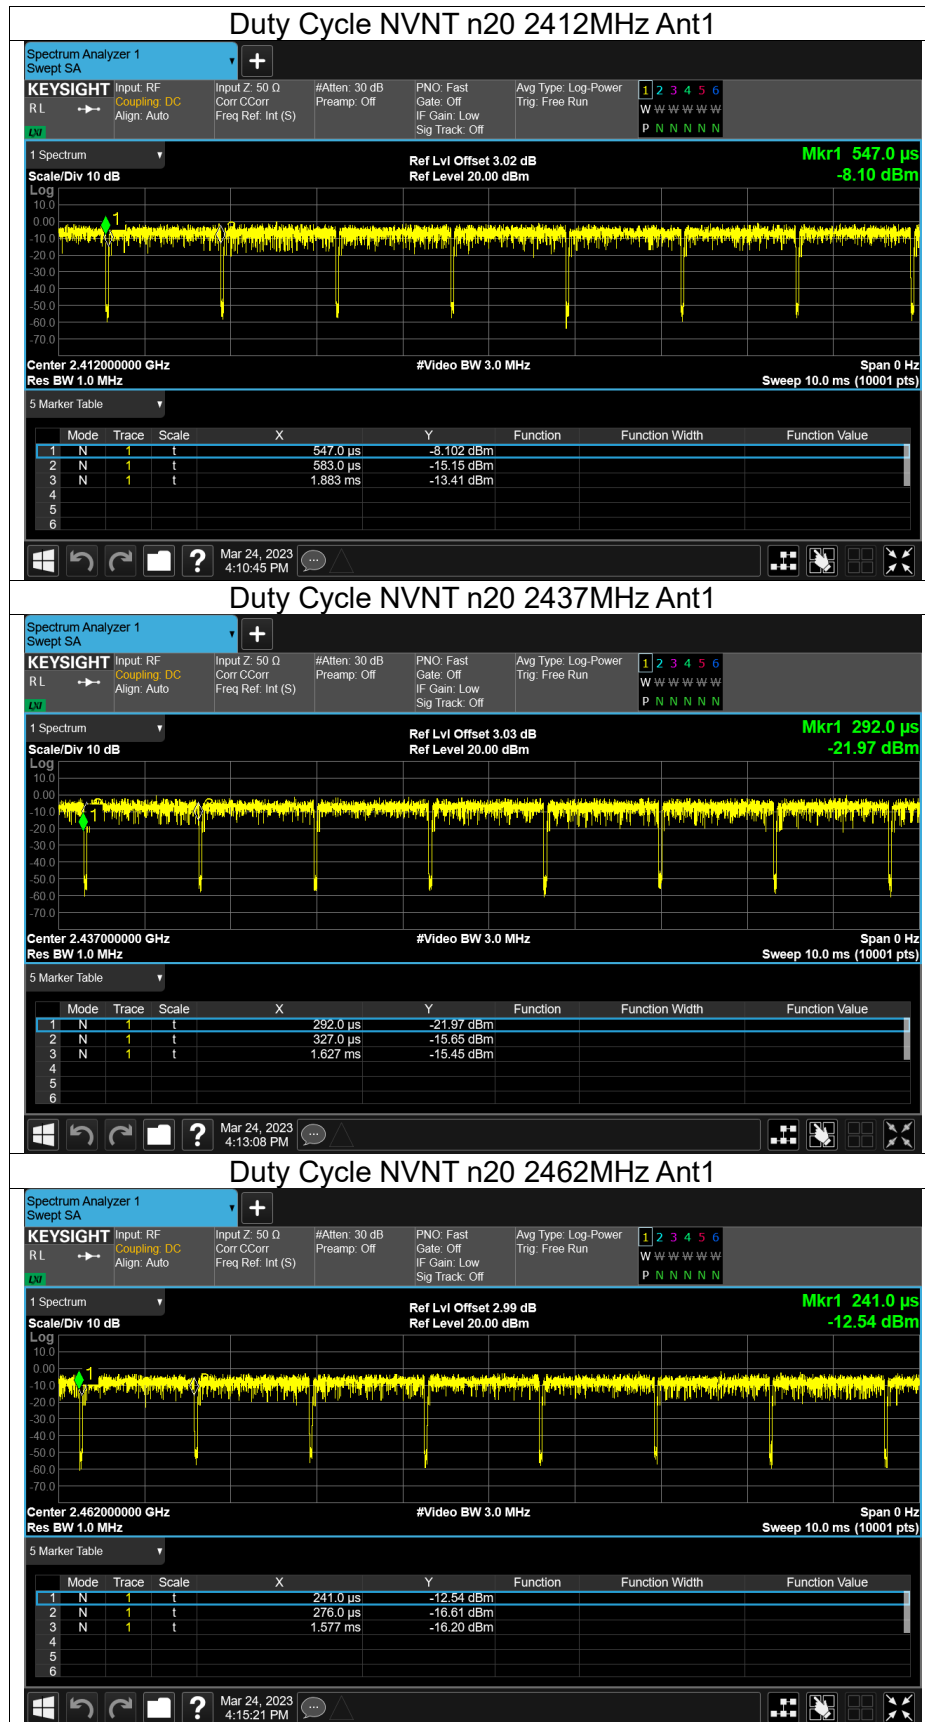 Duty Cycle NVNT n20 2412MHz Ant1
Spectrum Analyzer 1
Swept SA
KEYSIGHT Input: RF Input Z: 50 Ω #Atten: 30 dB PNO: Fast Avg Type: Log-Power 1 2 3 4 5 6
RL Coupling: DC Corr CCorr Preamp: Off Gate: Off Trig: Free Run W W W W W W
Align: Auto Freq Ref: Int (S) IF Gain: Low
LXI Sig Track: Off P N N N N N
1 Spectrum Ref Lvl Offset 3.02 dB Mkr1 547.0 µs
Scale/Div 10 dB Ref Level 20.00 dBm -8.10 dBm
Log
10.0
0.00
-10.0
-20.0
-30.0
-40.0
-50.0
-60.0
-70.0
1
Center 2.412000000 GHz #Video BW 3.0 MHz Span 0 Hz
Res BW 1.0 MHz Sweep 10.0 ms (10001 pts)
5 Marker Table
Mode Trace Scale X Y Function Function Width Function Value
1 N 1 t 547.0 µs -8.102 dBm
2 N 1 t 583.0 µs -15.15 dBm
3 N 1 t 1.883 ms -13.41 dBm
4
5
6
? Mar 24, 2023
4:10:45 PM
Duty Cycle NVNT n20 2437MHz Ant1
Spectrum Analyzer 1
Swept SA
KEYSIGHT Input: RF Input Z: 50 Ω #Atten: 30 dB PNO: Fast Avg Type: Log-Power 1 2 3 4 5 6
RL Coupling: DC Corr CCorr Preamp: Off Gate: Off Trig: Free Run W W W W W W
Align: Auto Freq Ref: Int (S) IF Gain: Low
LXI Sig Track: Off P N N N N N
1 Spectrum Ref Lvl Offset 3.03 dB Mkr1 292.0 µs
Scale/Div 10 dB Ref Level 20.00 dBm -21.97 dBm
Log
10.0
0.00
-10.0
-20.0
-30.0
-40.0
-50.0
-60.0
-70.0
1
Center 2.437000000 GHz #Video BW 3.0 MHz Span 0 Hz
Res BW 1.0 MHz Sweep 10.0 ms (10001 pts)
5 Marker Table
Mode Trace Scale X Y Function Function Width Function Value
1 N 1 t 292.0 µs -21.97 dBm
2 N 1 t 327.0 µs -15.65 dBm
3 N 1 t 1.627 ms -15.45 dBm
4
5
6
? Mar 24, 2023
4:13:08 PM
Duty Cycle NVNT n20 2462MHz Ant1
Spectrum Analyzer 1
Swept SA
KEYSIGHT Input: RF Input Z: 50 Ω #Atten: 30 dB PNO: Fast Avg Type: Log-Power 1 2 3 4 5 6
RL Coupling: DC Corr CCorr Preamp: Off Gate: Off Trig: Free Run W W W W W W
Align: Auto Freq Ref: Int (S) IF Gain: Low
LXI Sig Track: Off P N N N N N
1 Spectrum Ref Lvl Offset 2.99 dB Mkr1 241.0 µs
Scale/Div 10 dB Ref Level 20.00 dBm -12.54 dBm
Log
10.0
0.00
-10.0
-20.0
-30.0
-40.0
-50.0
-60.0
-70.0
1
Center 2.462000000 GHz #Video BW 3.0 MHz Span 0 Hz
Res BW 1.0 MHz Sweep 10.0 ms (10001 pts)
5 Marker Table
Mode Trace Scale X Y Function Function Width Function Value
1 N 1 t 241.0 µs -12.54 dBm
2 N 1 t 276.0 µs -16.61 dBm
3 N 1 t 1.577 ms -16.20 dBm
4
5
6
? Mar 24, 2023
4:15:21 PM